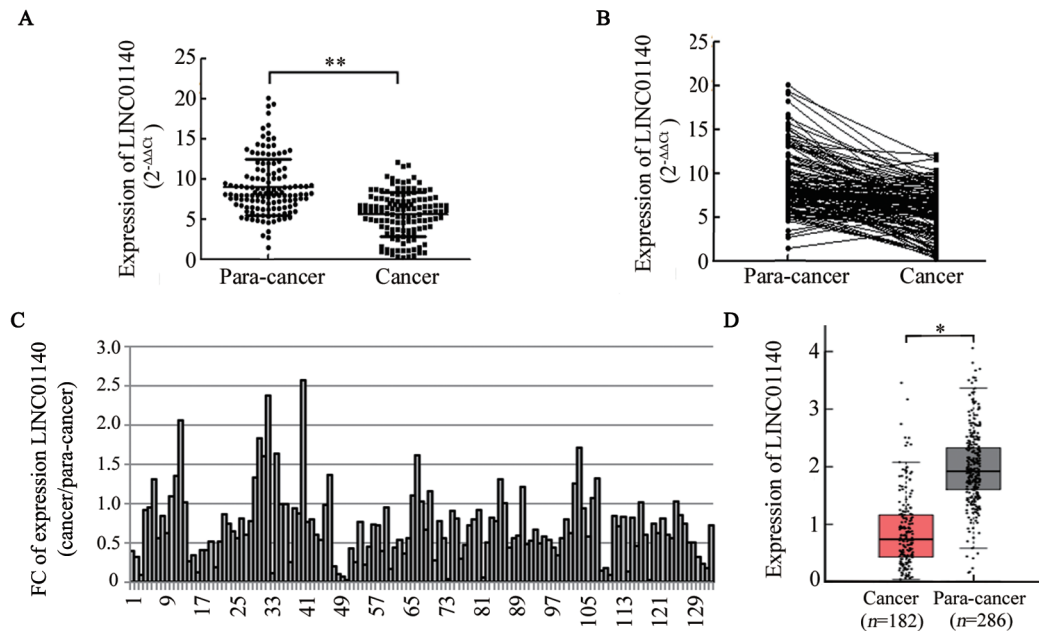 A
Expression of LINC01140
(2-ΔΔCt)
25
20
15
10
5
0
**
Para-cancer Cancer
B
Expression of LINC01140
(2-ΔΔCt)
25
20
15
10
5
0
Para-cancer Cancer
C
FC of expression LINC01140
(cancer/para-cancer)
3.0
2.5
2.0
1.5
1.0
0.5
0
1 9 17 25 33 41 49 57 65 73 81 89 97 105 113 121 129
D
Expression of LINC01140
4
3
2
1
0
*
Cancer Para-cancer
(n=182) (n=286)